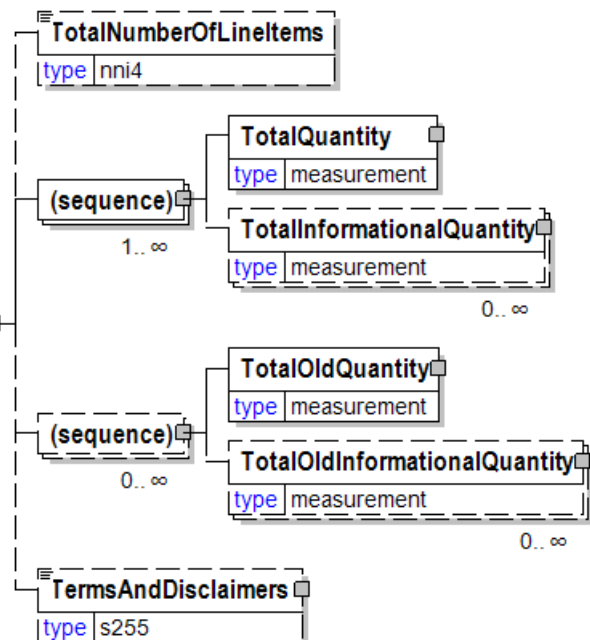 TotalNumberOfLineItems
type nni4
TotalQuantity
type measurement
(sequence)
1.. ∞
TotalInformationalQuantity
type measurement
0.. ∞
TotalOldQuantity
type measurement
(sequence)
0.. ∞
TotalOldInformationalQuantity
type measurement
0.. ∞
TermsAndDisclaimers
type s255